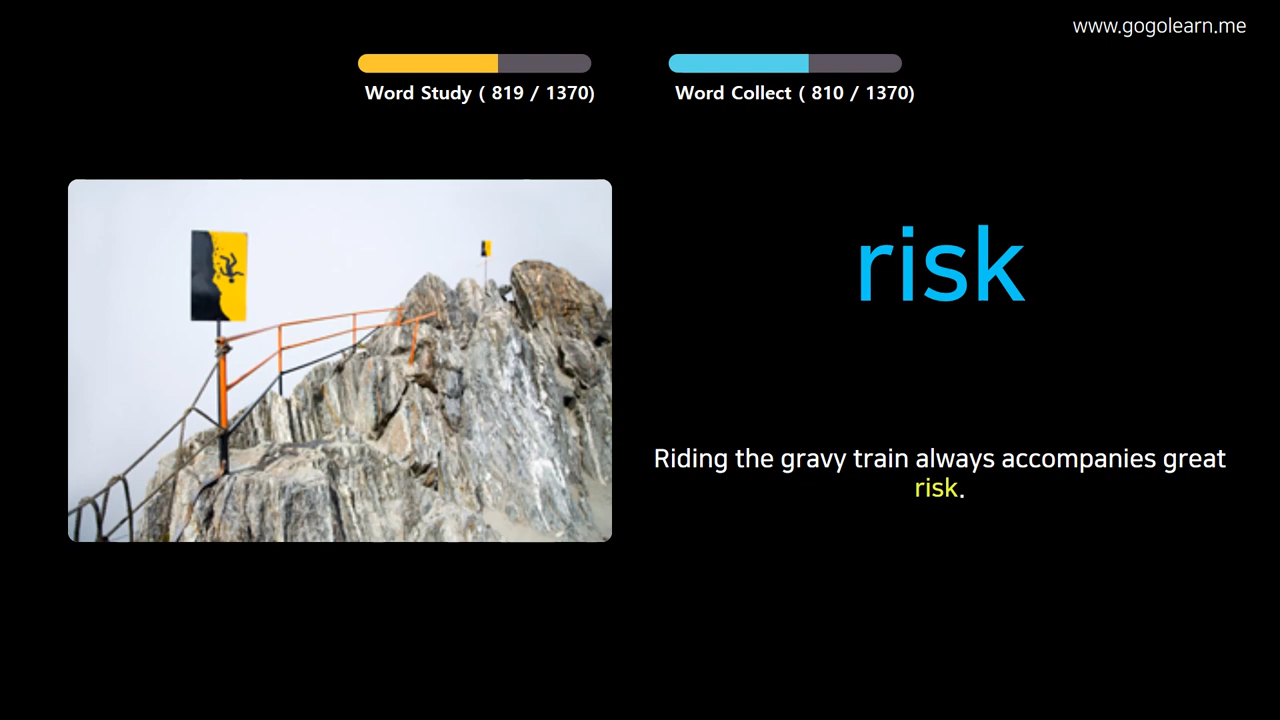 www.gogolearn.me
Word Study ( 819 / 1370)
Word Collect ( 810 / 1370)
risk
Riding the gravy train always accompanies great
risk.